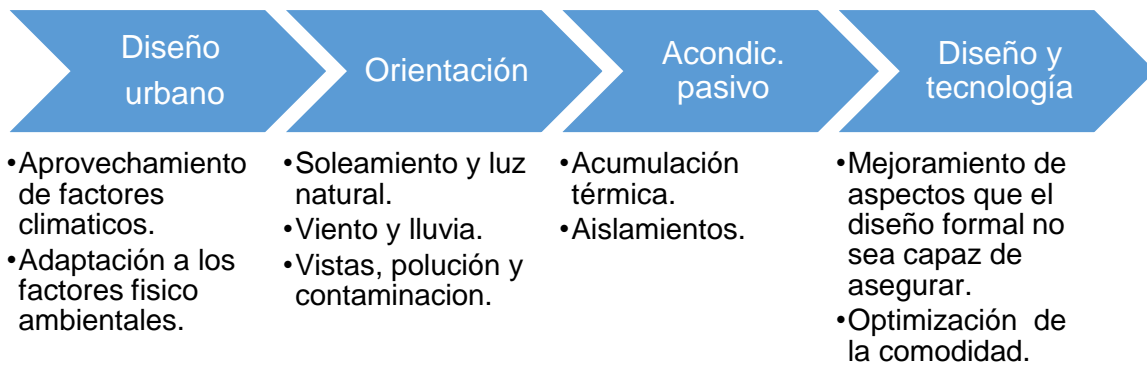 Diseño
urbano
•Aprovechamiento
de factores
climaticos.
•Adaptación a los
factores fisico
ambientales.
Orientación
•Soleamiento y luz
natural.
•Viento y lluvia.
•Vistas, polución y
contaminacion.
Acondic.
pasivo
•Acumulación
térmica.
•Aislamientos.
Diseño y
tecnología
•Mejoramiento de
aspectos que el
diseño formal no
sea capaz de
asegurar.
•Optimización de
la comodidad.